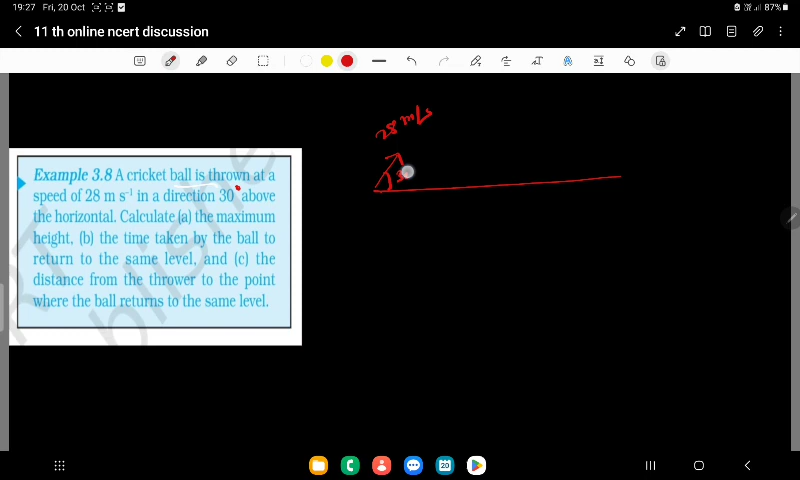 19:27 Fri, 20 Oct
87%
11 th online ncert discussion
28 m/s
Example 3.8 A cricket ball is thrown at a
speed of 28 m s⁻¹ in a direction 30° above
the horizontal. Calculate (a) the maximum
height, (b) the time taken by the ball to
return to the same level, and (c) the
distance from the thrower to the point
where the ball returns to the same level.
20